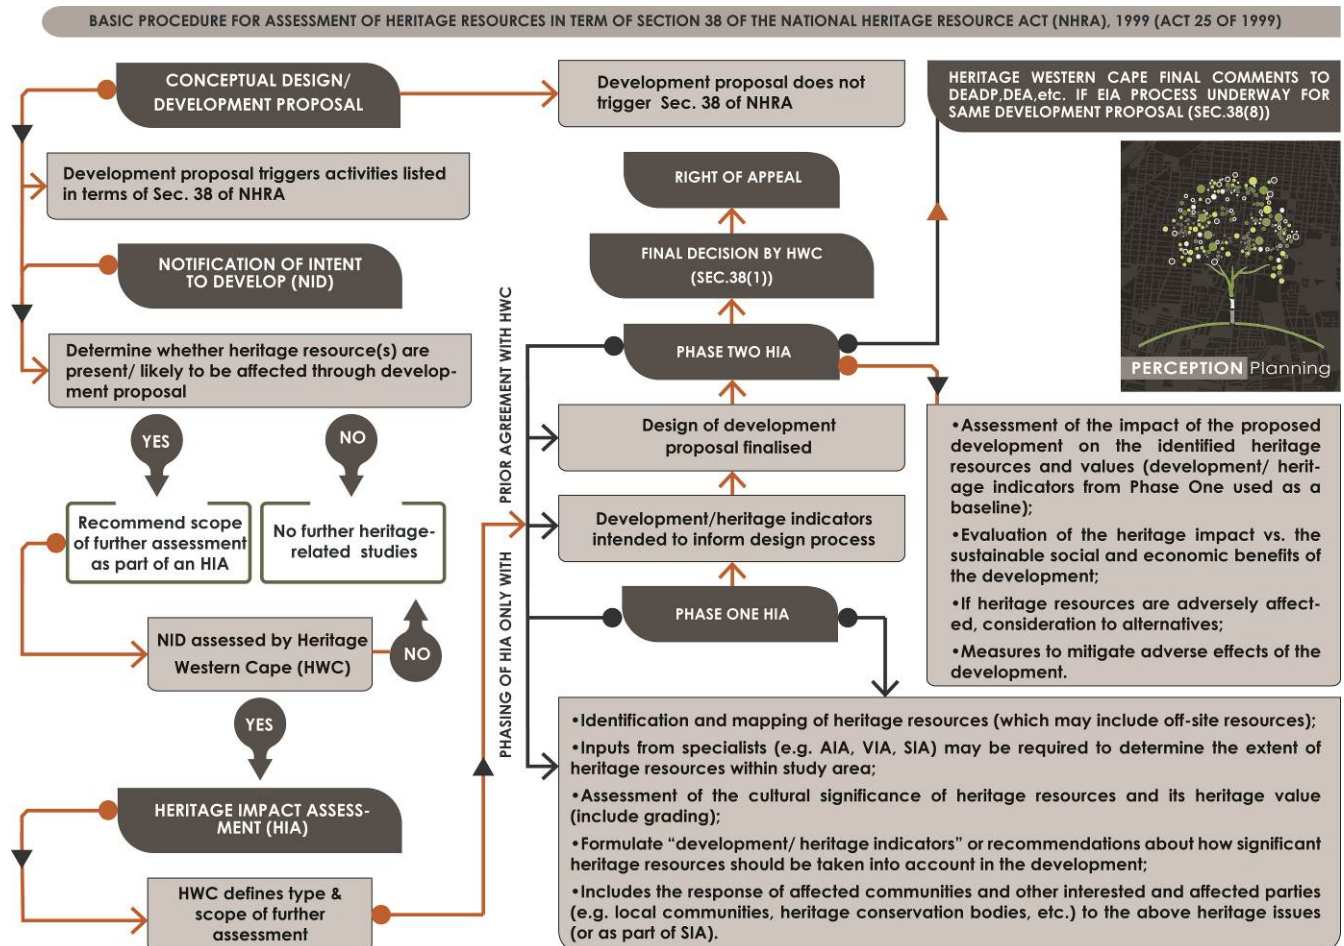 BASIC PROCEDURE FOR ASSESSMENT OF HERITAGE RESOURCES IN TERM OF SECTION 38 OF THE NATIONAL HERITAGE RESOURCE ACT (NHRA), 1999 (ACT 25 OF 1999)
CONCEPTUAL DESIGN/
DEVELOPMENT PROPOSAL
Development proposal does not
trigger Sec. 38 of NHRA
HERITAGE WESTERN CAPE FINAL COMMENTS TO
DEADP,DEA,etc. IF EIA PROCESS UNDERWAY FOR
SAME DEVELOPMENT PROPOSAL (SEC.38(8))
Development proposal triggers activities listed
in terms of Sec. 38 of NHRA
NOTIFICATION OF INTENT
TO DEVELOP (NID)
Determine whether heritage resource(s) are
present/ likely to be affected through develop-
ment proposal
YES
NO
Recommend scope
of further assessment
as part of an HIA
No further heritage-
related studies
NID assessed by Heritage
Western Cape (HWC)
NO
YES
HERITAGE IMPACT ASSESS-
MENT (HIA)
HWC defines type &
scope of further
assessment
PHASING OF HIA ONLY WITH PRIOR AGREEMENT WITH HWC
RIGHT OF APPEAL
FINAL DECISION BY HWC
(SEC.38(1))
PHASE TWO HIA
Design of development
proposal finalised
Development/heritage indicators
intended to inform design process
PHASE ONE HIA
PERCEPTION Planning
•Assessment of the impact of the proposed
development on the identified heritage
resources and values (development/ herit-
age indicators from Phase One used as a
baseline);
•Evaluation of the heritage impact vs. the
sustainable social and economic benefits of
the development;
•If heritage resources are adversely affect-
ed, consideration to alternatives;
•Measures to mitigate adverse effects of the
development.
•Identification and mapping of heritage resources (which may include off-site resources);
•Inputs from specialists (e.g. AIA, VIA, SIA) may be required to determine the extent of
heritage resources within study area;
•Assessment of the cultural significance of heritage resources and its heritage value
(include grading);
•Formulate “development/ heritage indicators” or recommendations about how significant
heritage resources should be taken into account in the development;
•Includes the response of affected communities and other interested and affected parties
(e.g. local communities, heritage conservation bodies, etc.) to the above heritage issues
(or as part of SIA).